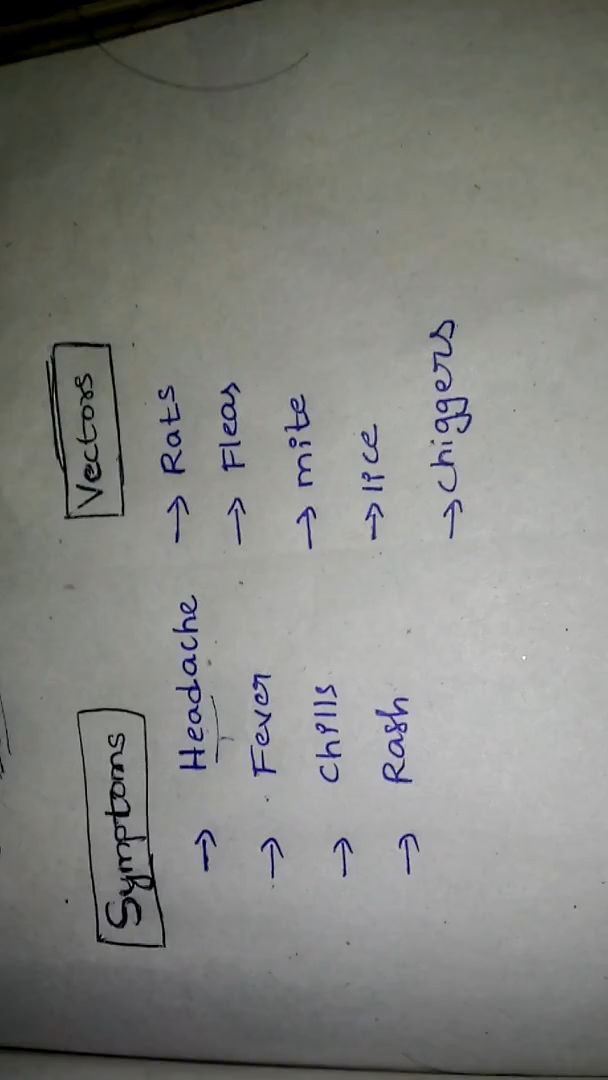 Symptoms
→ Headache
→ Fever
→ chills
→ Rash
Vectors
→ Rats
→ Fleas
→ mite
→ lice
→ chiggers